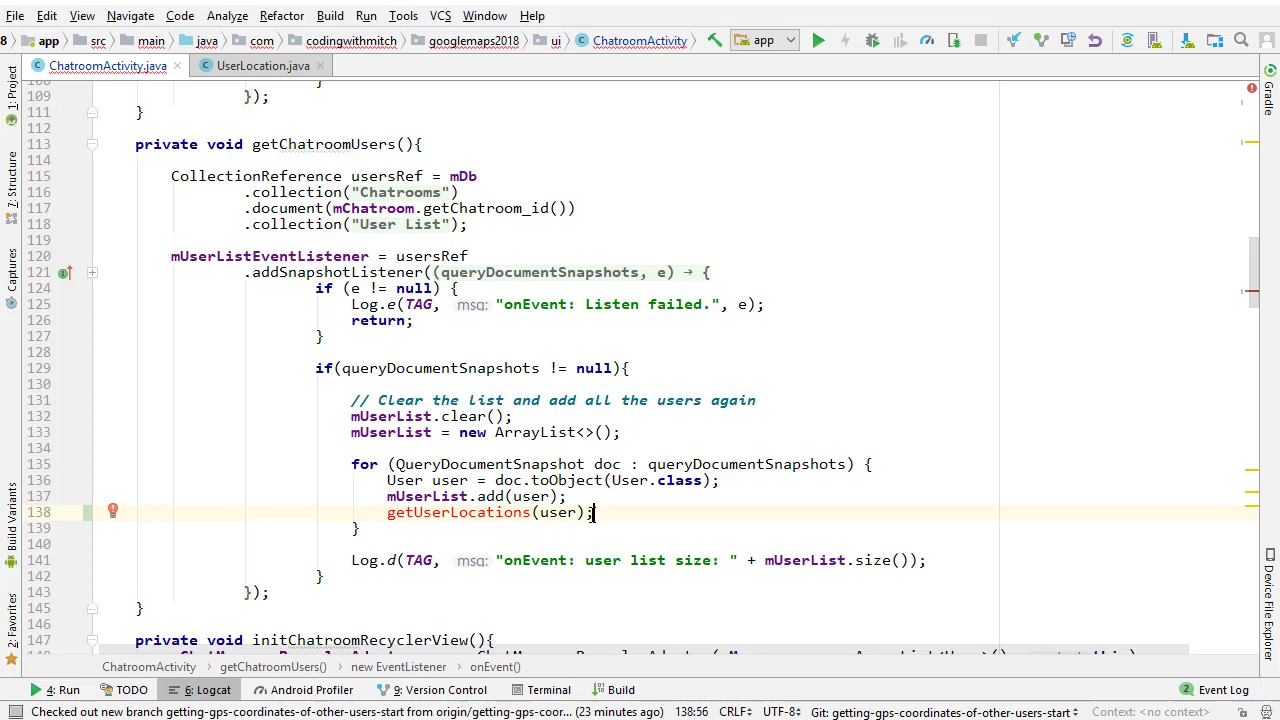 File Edit View Navigate Code Analyze Refactor Build Run Tools VCS Window Help
8 app src main java com codingwithmitch googlemaps2018 ui ChatroomActivity app
ChatroomActivity.java UserLocation.java
109 });
111 }
112
113 private void getChatroomUsers(){
114
115 CollectionReference usersRef = mDb
116 .collection("Chatrooms")
117 .document(mChatroom.getChatroom_id())
118 .collection("User List");
119
120 mUserListEventListener = usersRef
121 .addSnapshotListener((queryDocumentSnapshots, e) → {
124 if (e != null) {
125 Log.e(TAG, msg: "onEvent: Listen failed.", e);
126 return;
127 }
128
129 if(queryDocumentSnapshots != null){
130
131 // Clear the list and add all the users again
132 mUserList.clear();
133 mUserList = new ArrayList<>();
134
135 for (QueryDocumentSnapshot doc : queryDocumentSnapshots) {
136 User user = doc.toObject(User.class);
137 mUserList.add(user);
138 getUserLocations(user);
139 }
140
141 Log.d(TAG, msg: "onEvent: user list size: " + mUserList.size());
142 }
143 });
145 }
146
147 private void initChatroomRecyclerView(){
ChatroomActivity getChatroomUsers() new EventListener onEvent()
4: Run TODO 6: Logcat Android Profiler 9: Version Control Terminal Build 2 Event Log
Checked out new branch getting-gps-coordinates-of-other-users-start from origin/getting-gps-coor... (23 minutes ago) 138:56 CRLF UTF-8 Git: getting-gps-coordinates-of-other-users-start Context: <no context>
1: Project
7: Structure
Captures
Build Variants
2: Favorites
Gradle
Device File Explorer